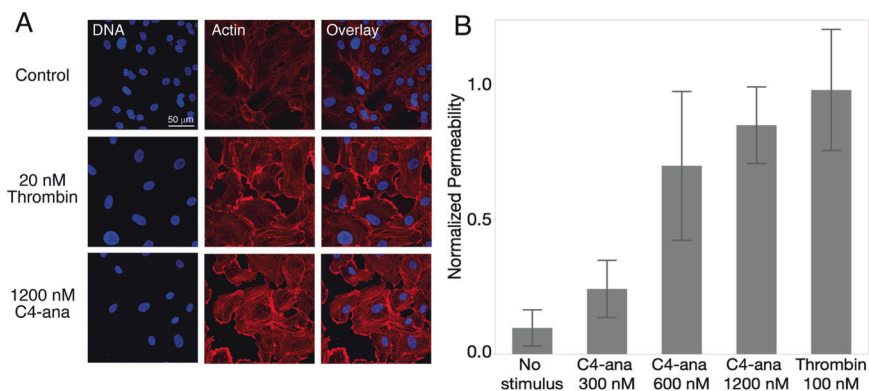 A
DNA
Actin
Overlay
Control
50 μm
20 nM
Thrombin
1200 nM
C4-ana
B
Normalized Permeability
1.0
0.5
0.0
No
stimulus
C4-ana
300 nM
C4-ana
600 nM
C4-ana
1200 nM
Thrombin
100 nM